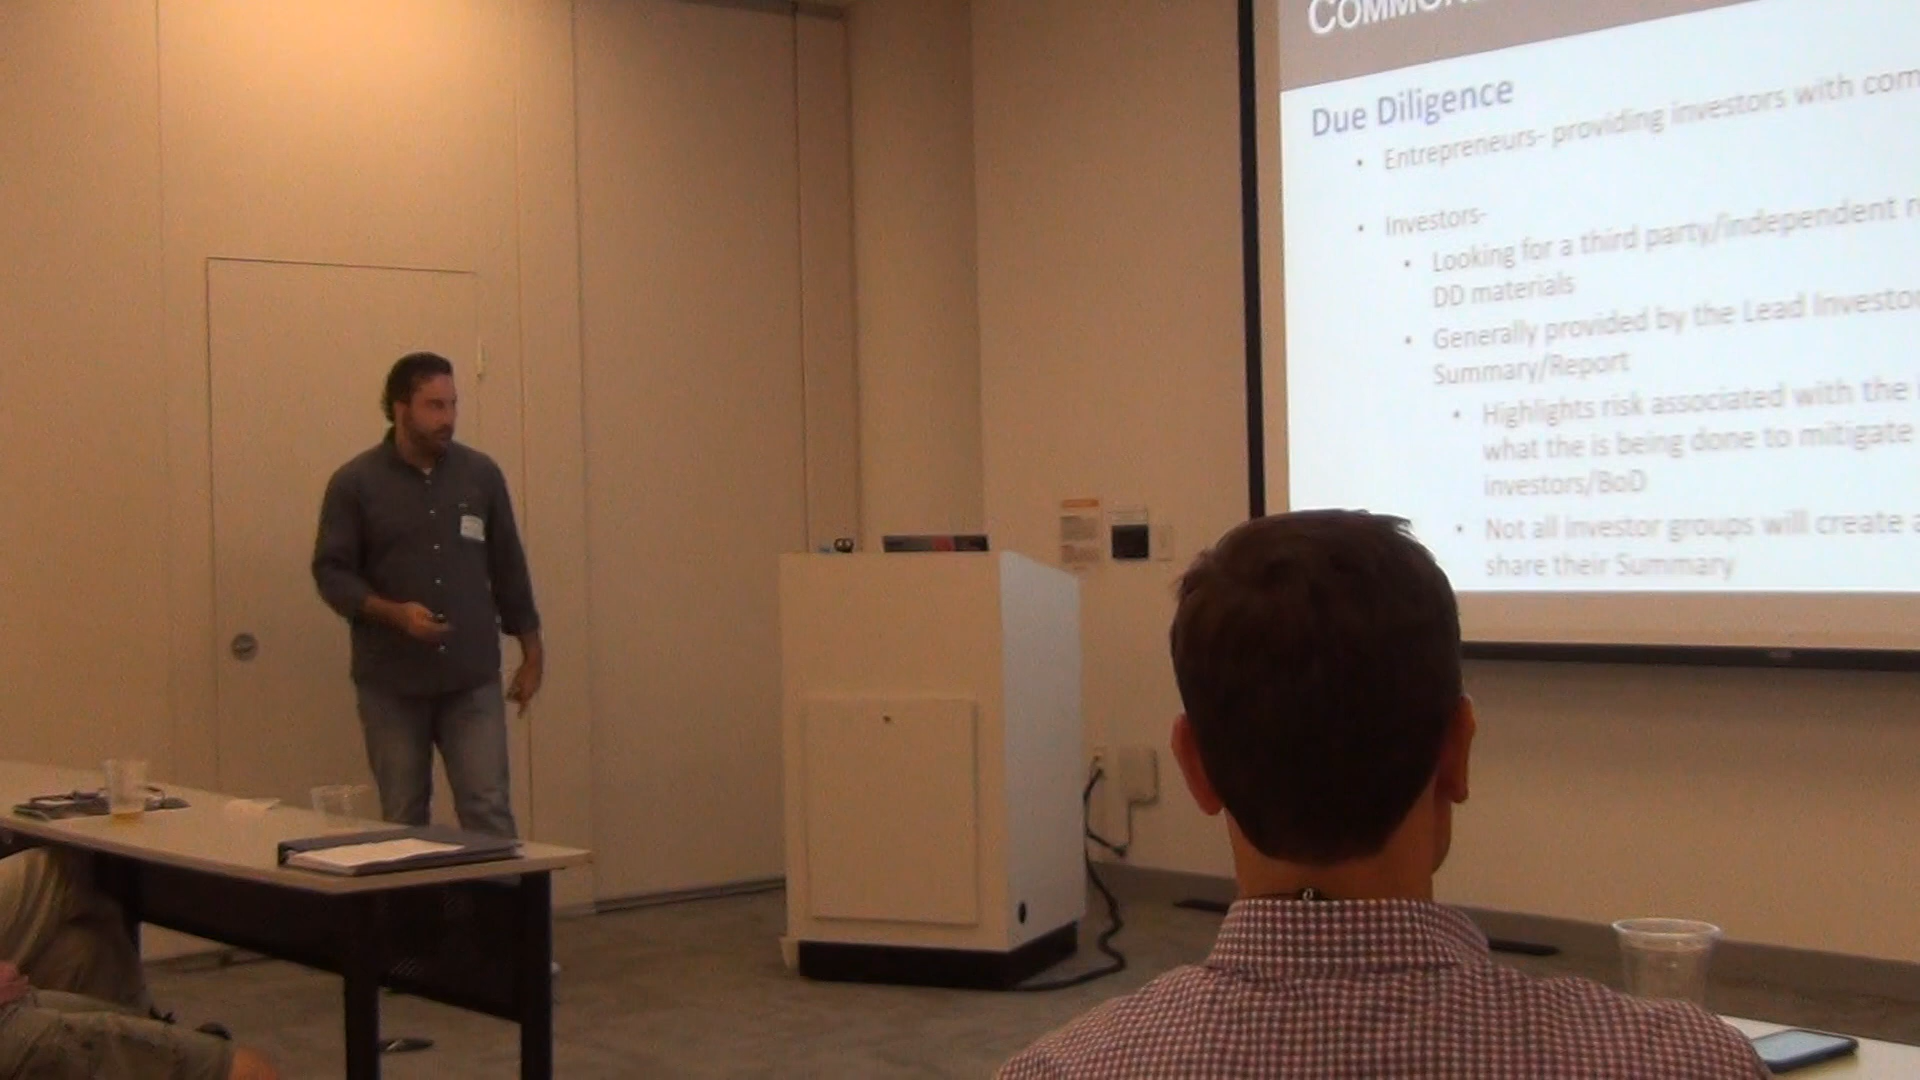 Due Diligence
Entrepreneurs- providing investors with
Investors-
Looking for a third party/independent
DD materials
Generally provided by the Lead
Summary/Report
Highlights risk associated with the
what the is being done to mitigate
investors/BoD
Not all investor groups will create
share their Summary